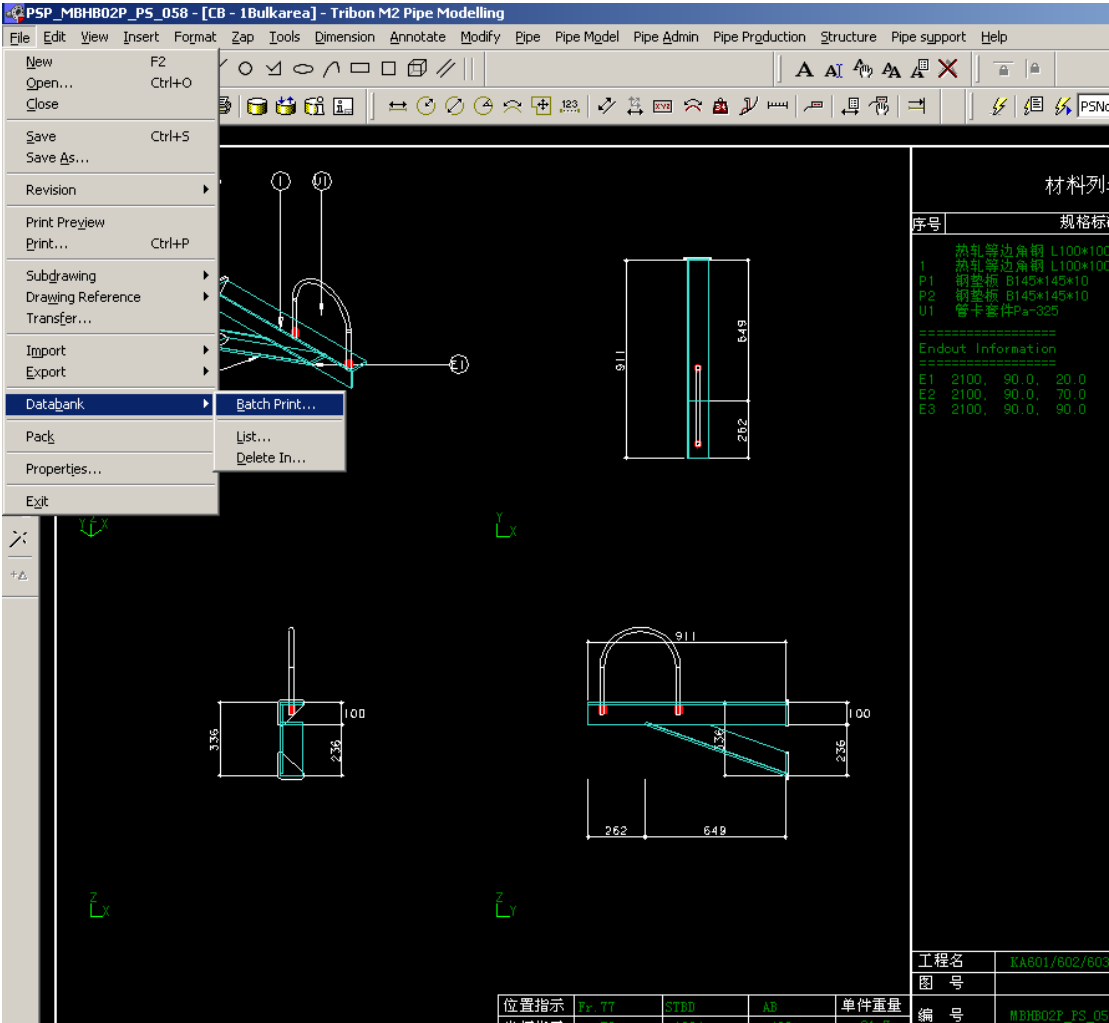 PSP_MBHB02P_PS_058 - [CB - 1Bulkarea] - Tribon M2 Pipe Modelling
File Edit View Insert Format Zap Tools Dimension Annotate Modify Pipe Pipe Model Pipe Admin Pipe Production Structure Pipe support Help
New F2
Open... Ctrl+O
Close
Save Ctrl+S
Save As...
Revision
Print Preview
Print... Ctrl+P
Subdrawing
Drawing Reference
Transfer...
Import
Export
Databank
Batch Print...
List...
Delete In...
Pack
Properties...
Exit
123
XYZ
PSNo
1 U1
E1
911
649
262
材料列
序号 规格标
热轧等边角钢 L100*100
1 热轧等边角钢 L100*100
P1 钢垫板 B145*145*10
P2 钢垫板 B145*145*10
U1 管卡套件Pa-325
====================
Endout Information
====================
E1 2100, 90.0, 20.0
E2 2100, 90.0, 70.0
E3 2100, 90.0, 90.0
Y Z X
Y
X
336
100
236
911
336
100
236
262 649
Z
X
Z
Y
工程名 KA601/602/603
图 号
编 号 MBHB02P_PS_05
位置指示 Fr.77 STBD AB 单件重量